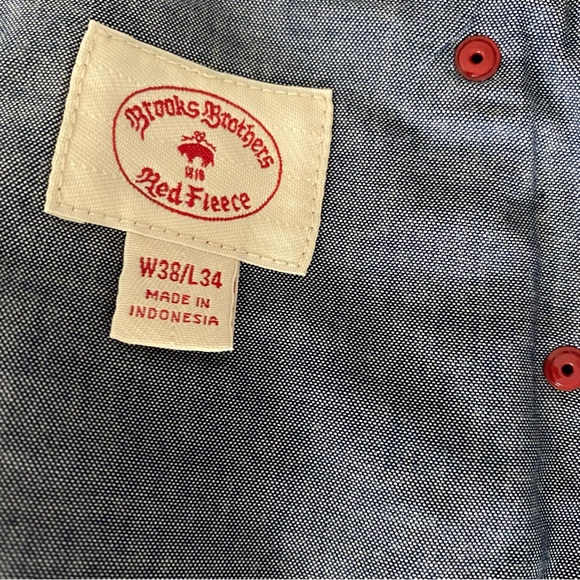 Brooks Brothers
1818
Red Fleece
W38/L34
MADE IN
INDONESIA